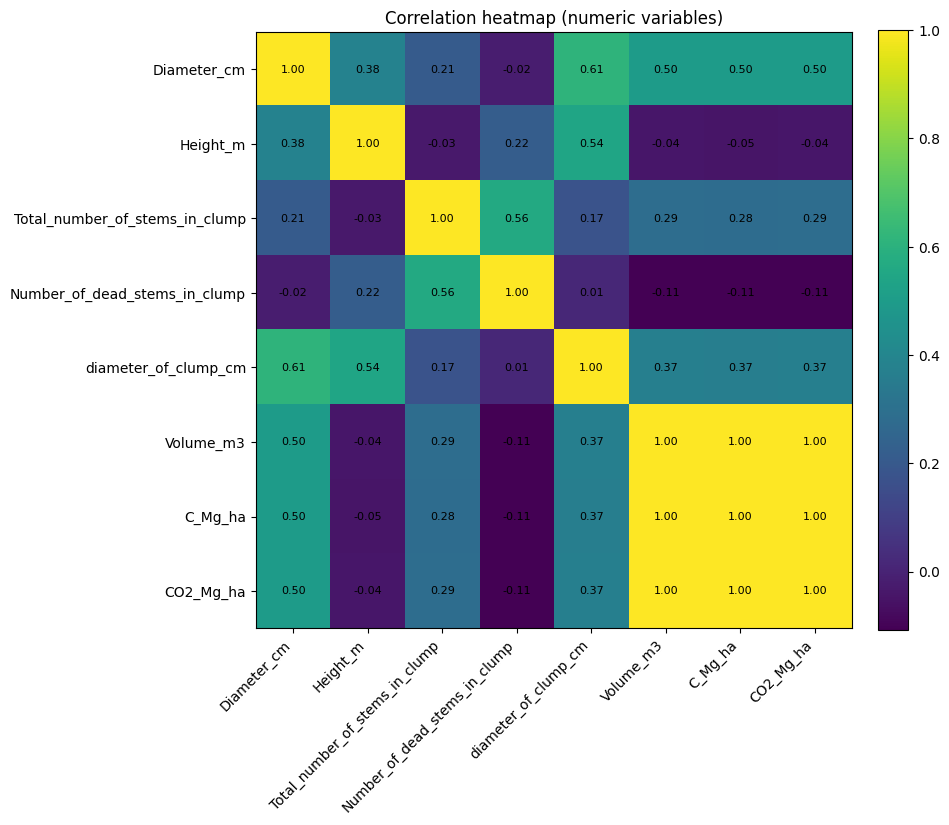 Correlation heatmap (numeric variables)
Diameter_cm 1.00 0.38 0.21 -0.02 0.61 0.50 0.50 0.50
Height_m 0.38 1.00 -0.03 0.22 0.54 -0.04 -0.05 -0.04
Total_number_of_stems_in_clump 0.21 -0.03 1.00 0.56 0.17 0.29 0.28 0.29
Number_of_dead_stems_in_clump -0.02 0.22 0.56 1.00 0.01 -0.11 -0.11 -0.11
diameter_of_clump_cm 0.61 0.54 0.17 0.01 1.00 0.37 0.37 0.37
Volume_m3 0.50 -0.04 0.29 -0.11 0.37 1.00 1.00 1.00
C_Mg_ha 0.50 -0.05 0.28 -0.11 0.37 1.00 1.00 1.00
CO2_Mg_ha 0.50 -0.04 0.29 -0.11 0.37 1.00 1.00 1.00
Diameter_cm
Height_m
Total_number_of_stems_in_clump
Number_of_dead_stems_in_clump
diameter_of_clump_cm
Volume_m3
C_Mg_ha
CO2_Mg_ha
1.0
0.8
0.6
0.4
0.2
0.0